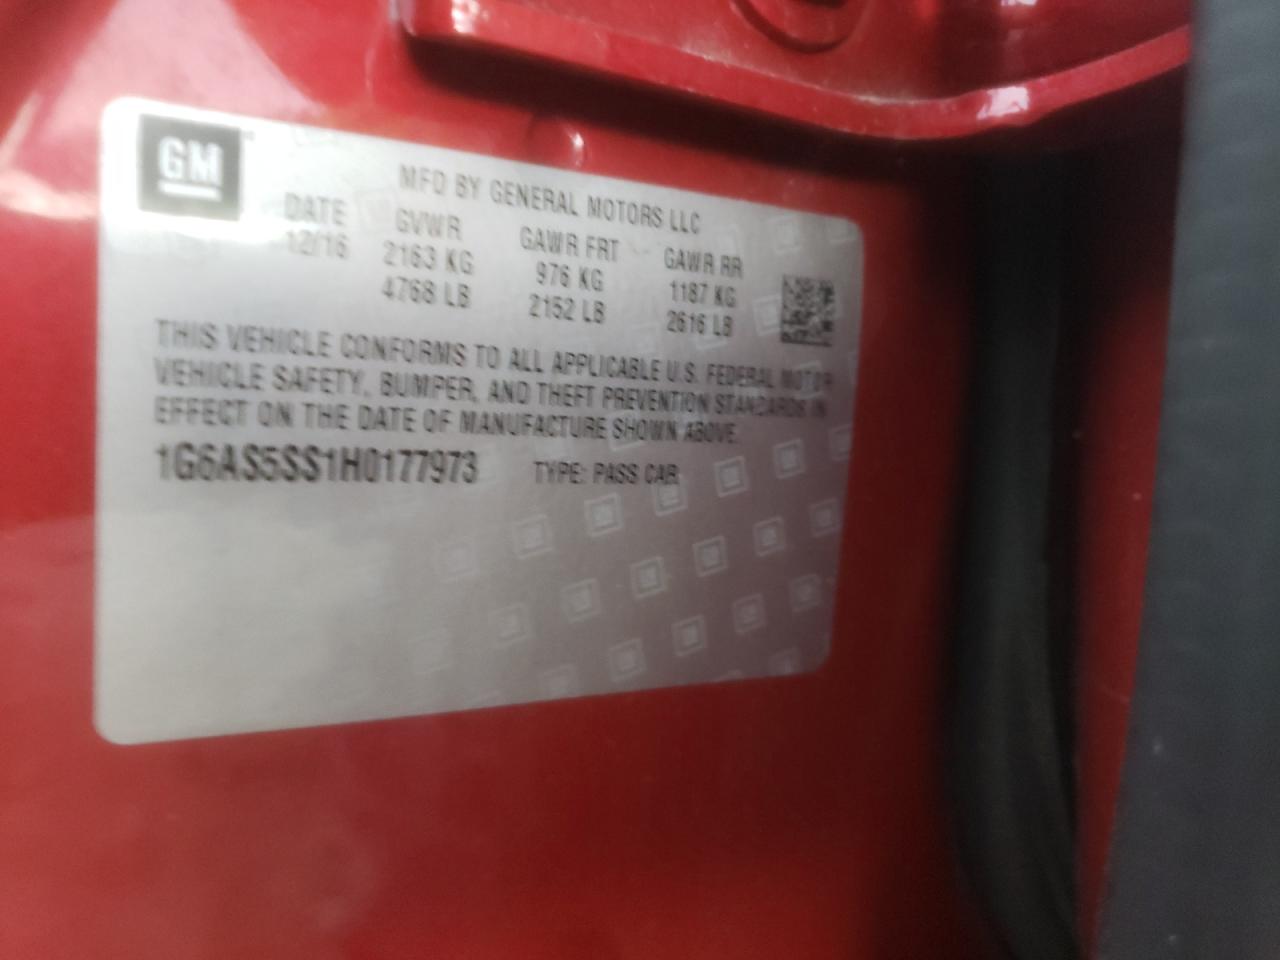 GM
MFD BY GENERAL MOTORS LLC
DATE GVWR GAWR FRT GAWR RR
12/16 2163 KG 976 KG 1187 KG
4768 LB 2152 LB 2616 LB
THIS VEHICLE CONFORMS TO ALL APPLICABLE U.S. FEDERAL MOTOR
VEHICLE SAFETY, BUMPER, AND THEFT PREVENTION STANDARDS IN
EFFECT ON THE DATE OF MANUFACTURE SHOWN ABOVE.
1G6AS5SS1H0177973 TYPE: PASS CAR